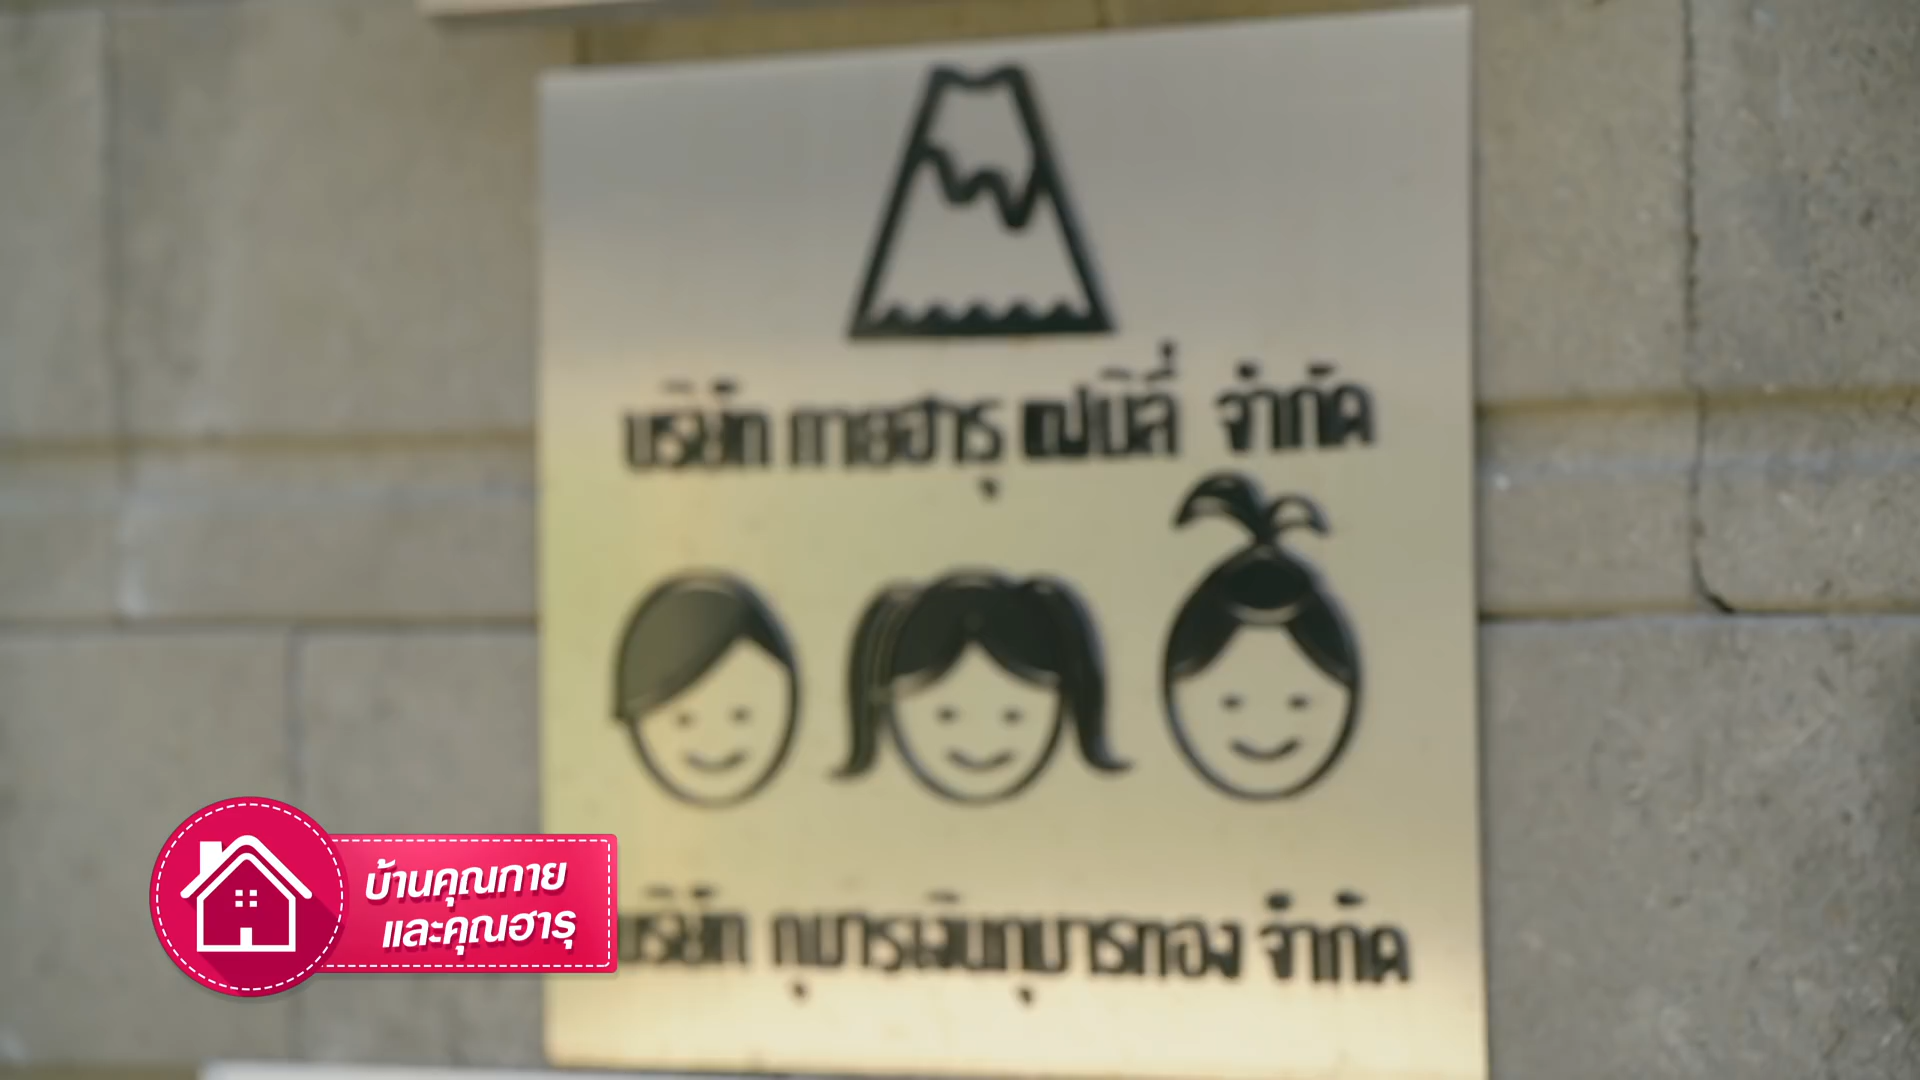 บริษัท กายฮารุ แฟมิลี่ จำกัด
บริษัท กุมารเงินกุมารทอง จำกัด
บ้านคุณกาย
และคุณฮารุ